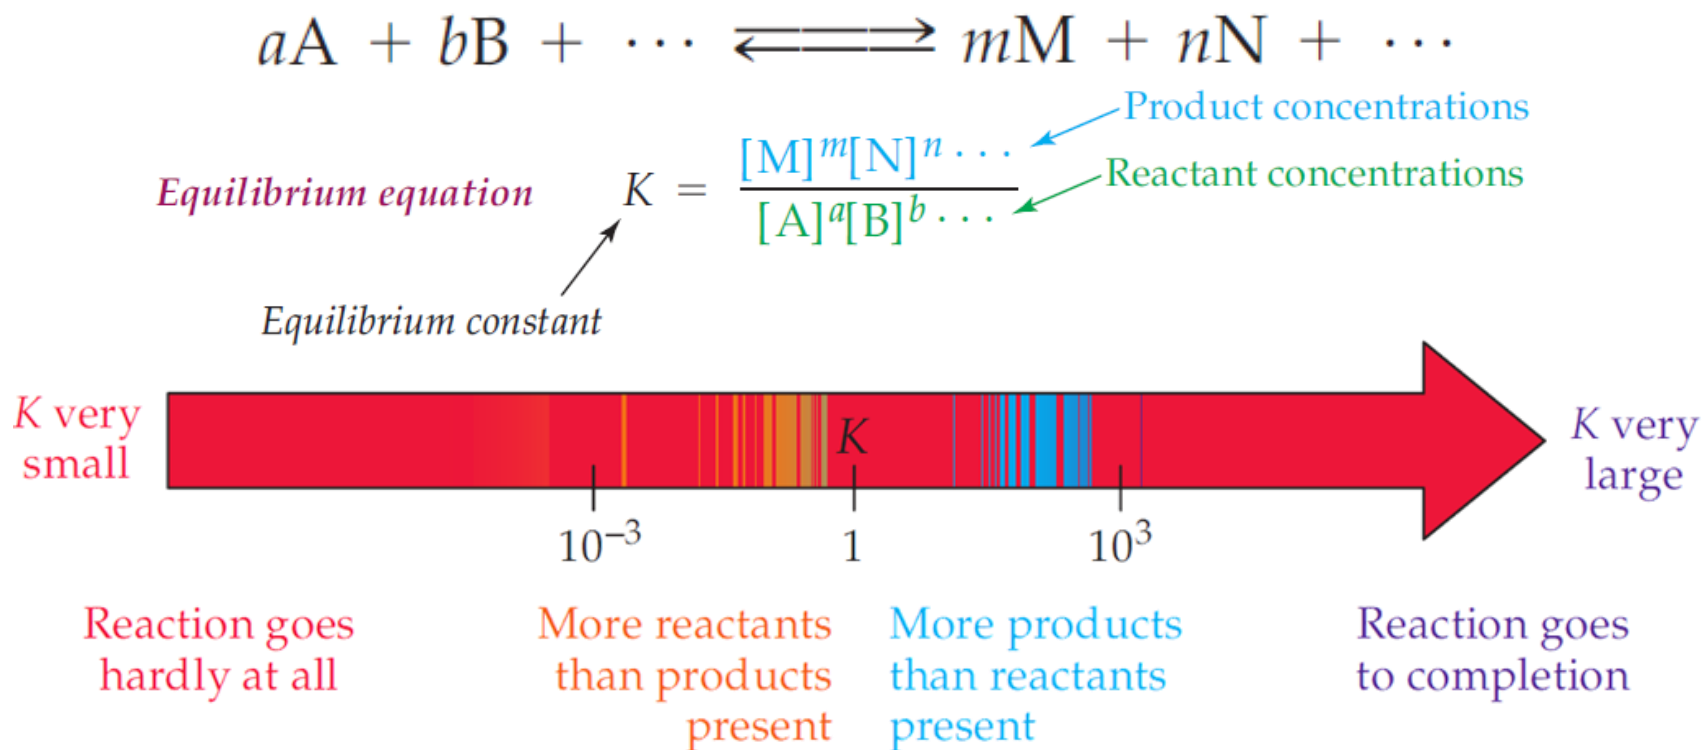 aA + bB + ··· ⇌ mM + nN + ···
Product concentrations
[M]ᵐ[N]ⁿ ···
Equilibrium equation K =
Reactant concentrations
[A]ᵃ[B]ᵇ ···
Equilibrium constant
K very
small
K
K very
large
10⁻³ 1 10³
Reaction goes
hardly at all
More reactants
than products
present
More products
than reactants
present
Reaction goes
to completion